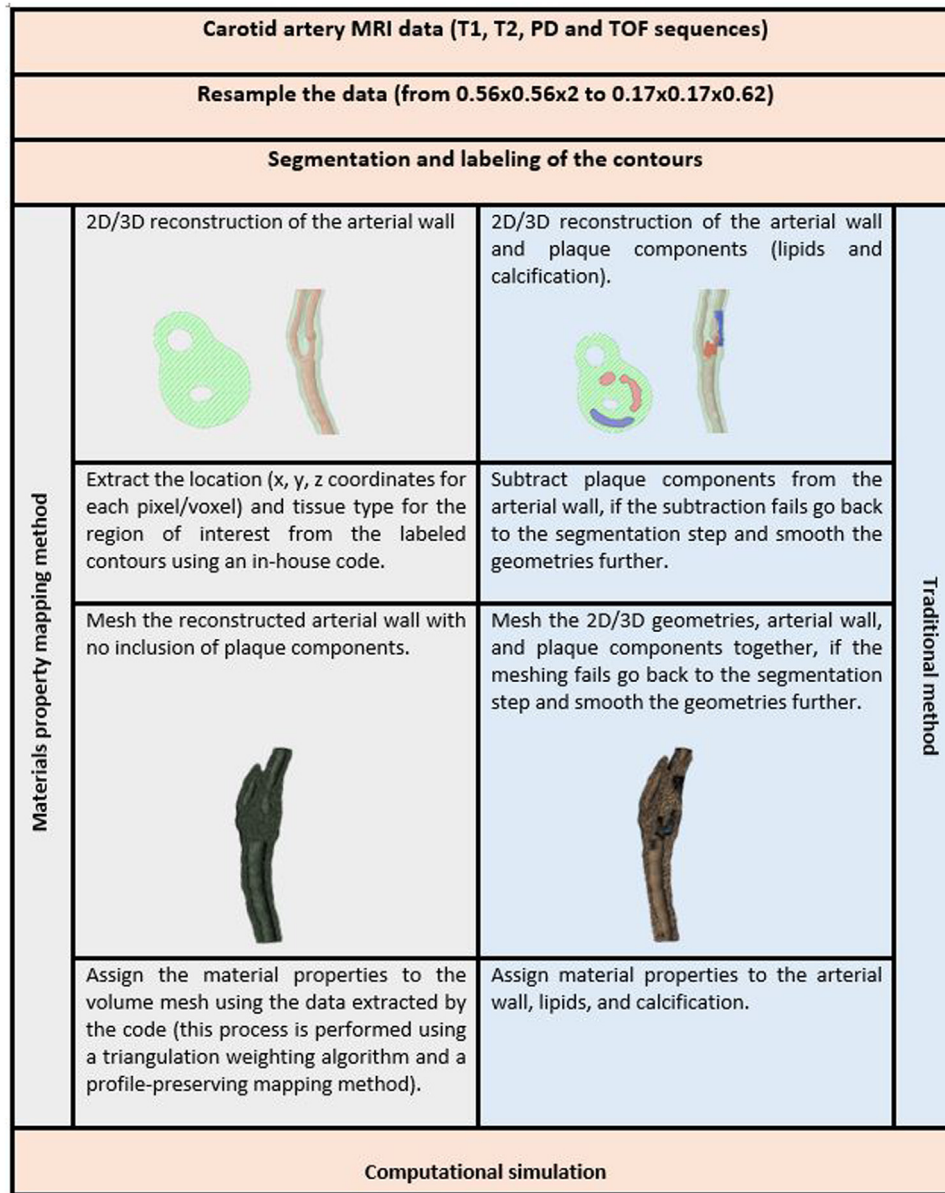 Carotid artery MRI data (T1, T2, PD and TOF sequences)
Resample the data (from 0.56x0.56x2 to 0.17x0.17x0.62)
Segmentation and labeling of the contours
Materials property mapping method
2D/3D reconstruction of the arterial wall
2D/3D reconstruction of the arterial wall
and plaque components (lipids and
calcification).
Extract the location (x, y, z coordinates for
each pixel/voxel) and tissue type for the
region of interest from the labeled
contours using an in-house code.
Subtract plaque components from the
arterial wall, if the subtraction fails go back
to the segmentation step and smooth the
geometries further.
Mesh the reconstructed arterial wall with
no inclusion of plaque components.
Mesh the 2D/3D geometries, arterial wall,
and plaque components together, if the
meshing fails go back to the segmentation
step and smooth the geometries further.
Assign the material properties to the
volume mesh using the data extracted by
the code (this process is performed using
a triangulation weighting algorithm and a
profile-preserving mapping method).
Assign material properties to the arterial
wall, lipids, and calcification.
Traditional method
Computational simulation